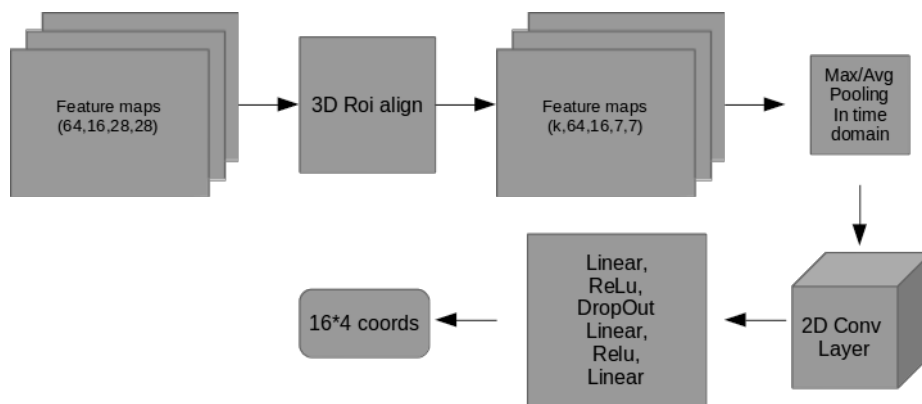 Feature maps
(64,16,28,28)
3D Roi align
Feature maps
(k,64,16,7,7)
Max/Avg
Pooling
In time
domain
2D Conv
Layer
Linear,
ReLu,
DropOut
Linear,
Relu,
Linear
16*4 coords